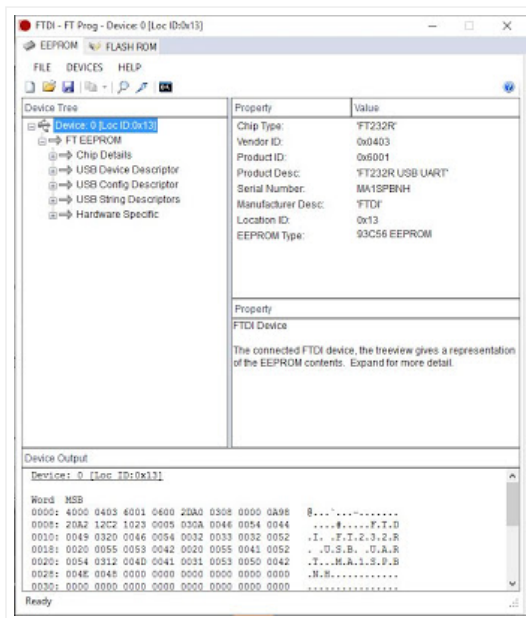 FTDI - FT Prog - Device: 0 [Loc ID:0x13]
EEPROM FLASH ROM
FILE DEVICES HELP
Device Tree
Device: 0 [Loc ID:0x13]
FT EEPROM
Chip Details
USB Device Descriptor
USB Config Descriptor
USB String Descriptors
Hardware Specific
Property Value
Chip Type: 'FT232R'
Vendor ID: 0x0403
Product ID: 0x6001
Product Desc: 'FT232R USB UART'
Serial Number: MA1SPBNH
Manufacturer Desc: 'FTDI'
Location ID: 0x13
EEPROM Type: 93C56 EEPROM
Property
FTDI Device
The connected FTDI device, the treeview gives a representation
of the EEPROM contents. Expand for more detail.
Device Output
Device: 0 [Loc ID:0x13]
Word MSB
0000: 4000 0403 6001 0600 2DA0 0308 0000 0A98 @...`...-.......
0008: 20A2 12C2 1023 0005 030A 0046 0054 0044 ....#.....F.T.D
0010: 0049 0320 0046 0054 0032 0033 0032 0052 .I. .F.T.2.3.2.R
0018: 0020 0055 0053 0042 0020 0055 0041 0052 . .U.S.B. .U.A.R
0020: 0054 0312 004D 0041 0031 0053 0050 0042 .T...M.A.1.S.P.B
0028: 004E 0048 0000 0000 0000 0000 0000 0000 .N.H............
0030: 0000 0000 0000 0000 0000 0000 0000 0000 ................
Ready